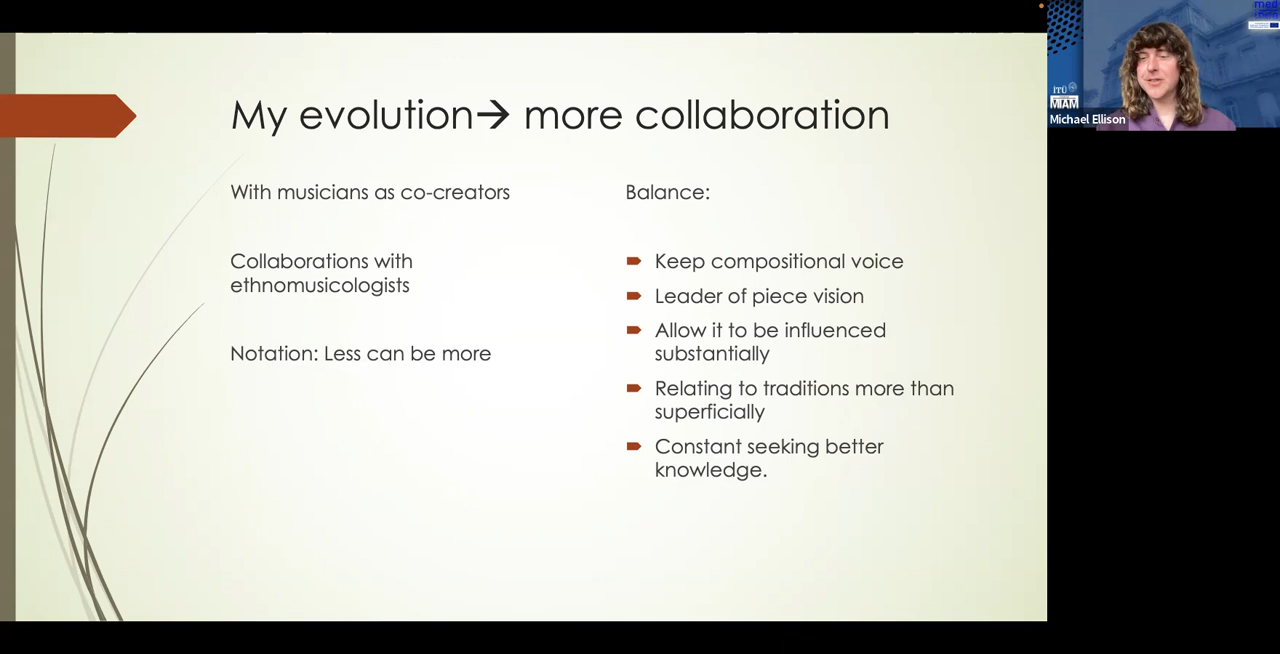 My evolution→ more collaboration
With musicians as co-creators
Collaborations with
ethnomusicologists
Notation: Less can be more
Balance:
Keep compositional voice
Leader of piece vision
Allow it to be influenced
substantially
Relating to traditions more than
superficially
Constant seeking better
knowledge.
med
İTÜ
MIAM
Michael Ellison